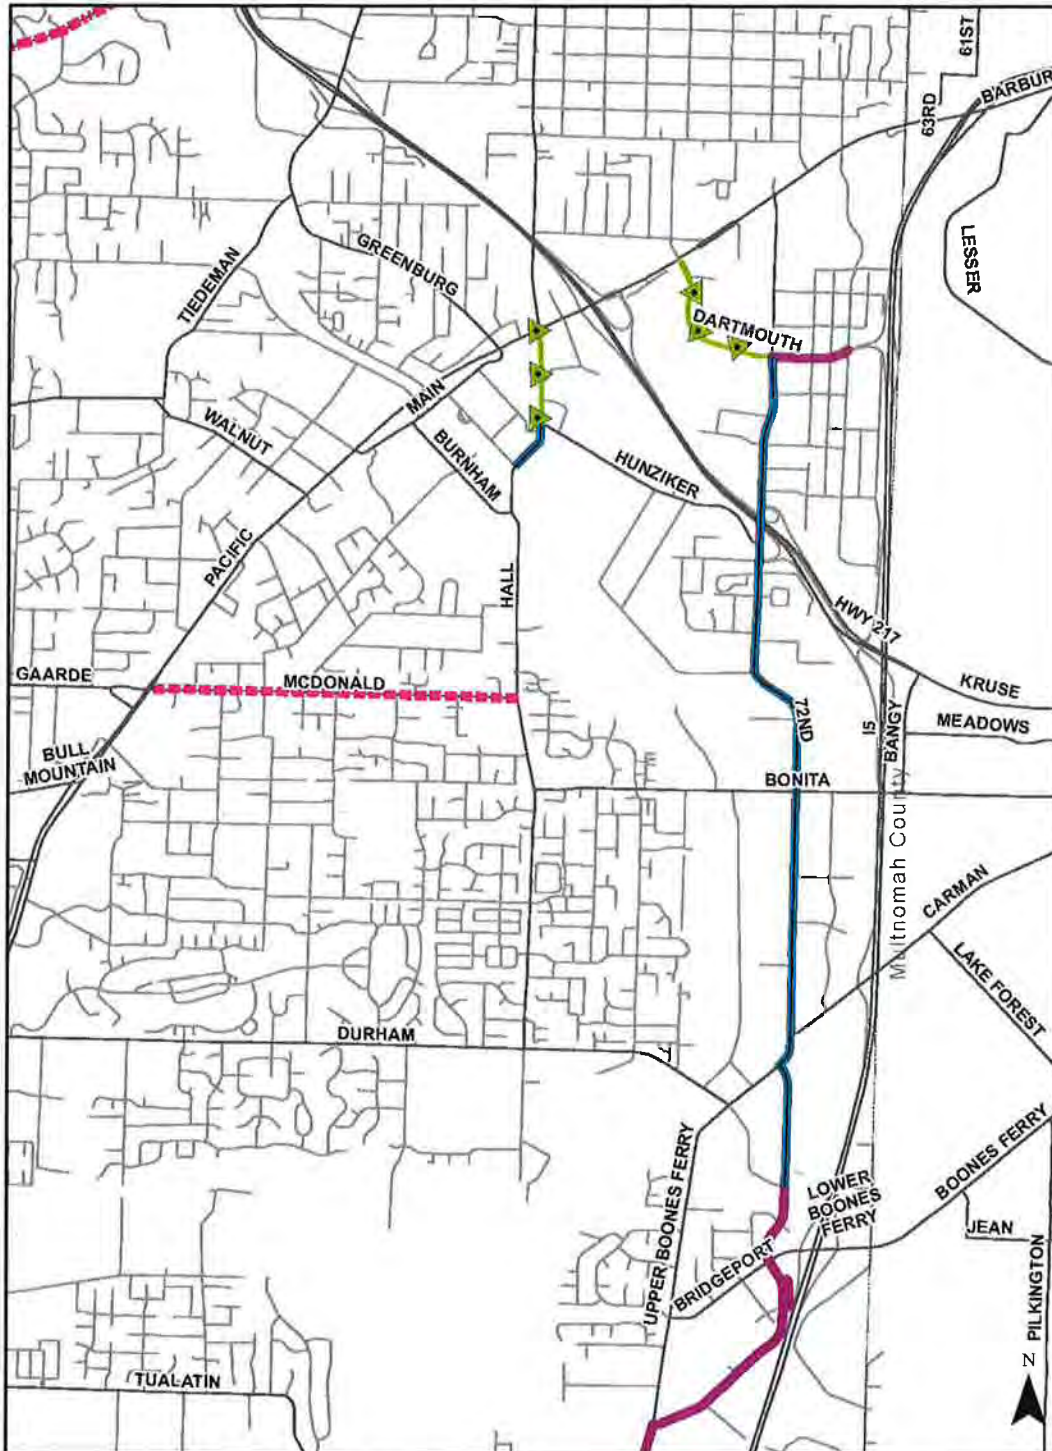 61ST
BARBUR
63RD
LESSER
GREENBURG
TIEDEMAN
DARTMOUTH
MAIN
WALNUT
BURNHAM
HUNZIKER
PACIFIC
HALL
HWY 217
GAARDE
MCDONALD
KRUSE
72ND
I5
BANGY
MEADOWS
BULL
MOUNTAIN
BONITA
Multnomah County
CARMAN
LAKE FOREST
DURHAM
UPPER BOONES FERRY
LOWER
BOONES
FERRY
BOONES FERRY
JEAN
BRIDGEPORT
PILKINGTON
N
TUALATIN